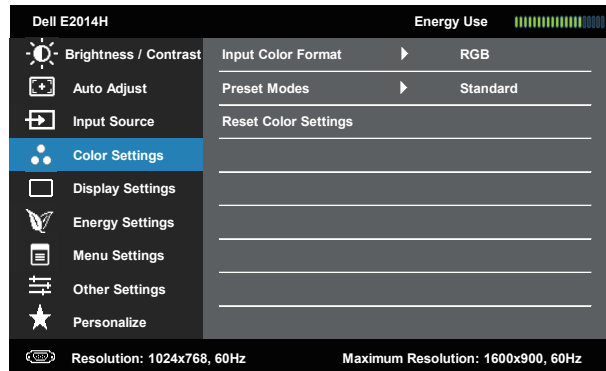 Dell E2014H Energy Use
Brightness / Contrast Input Color Format RGB
Auto Adjust Preset Modes Standard
Input Source Reset Color Settings
Color Settings
Display Settings
Energy Settings
Menu Settings
Other Settings
Personalize
Resolution: 1024x768, 60Hz Maximum Resolution: 1600x900, 60Hz